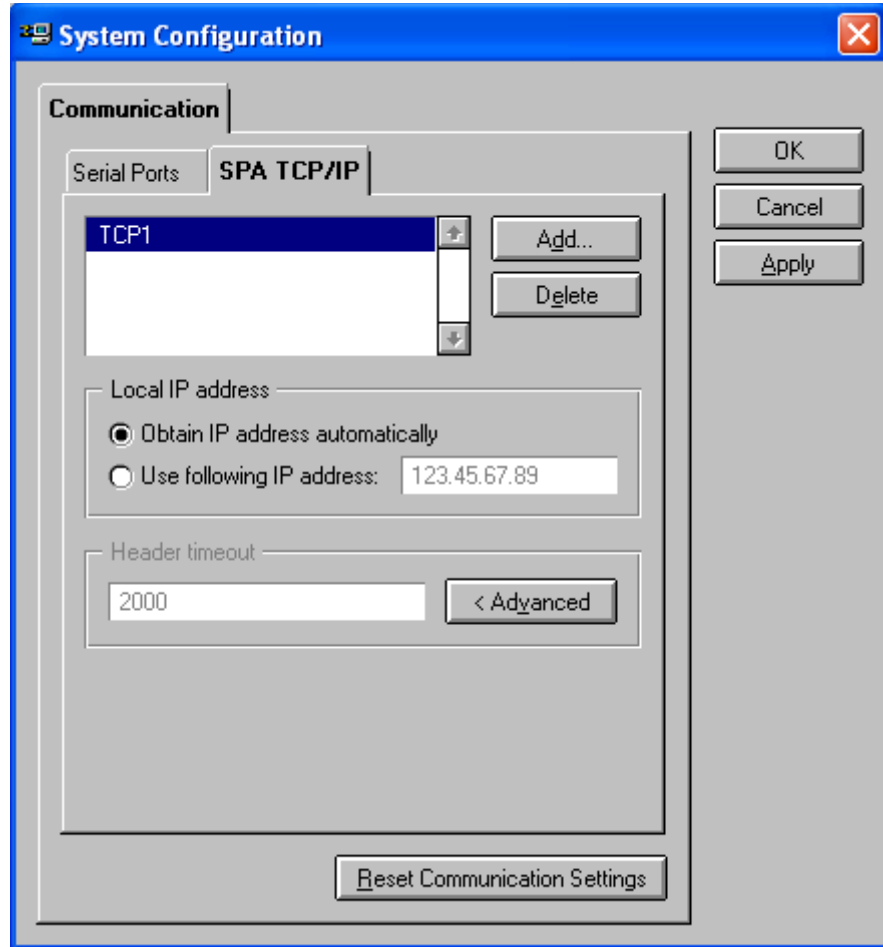 System Configuration
Communication
Serial Ports
SPA TCP/IP
TCP1
Add...
Delete
Local IP address
Obtain IP address automatically
Use following IP address: 123.45.67.89
Header timeout
2000
< Advanced
Reset Communication Settings
OK
Cancel
Apply